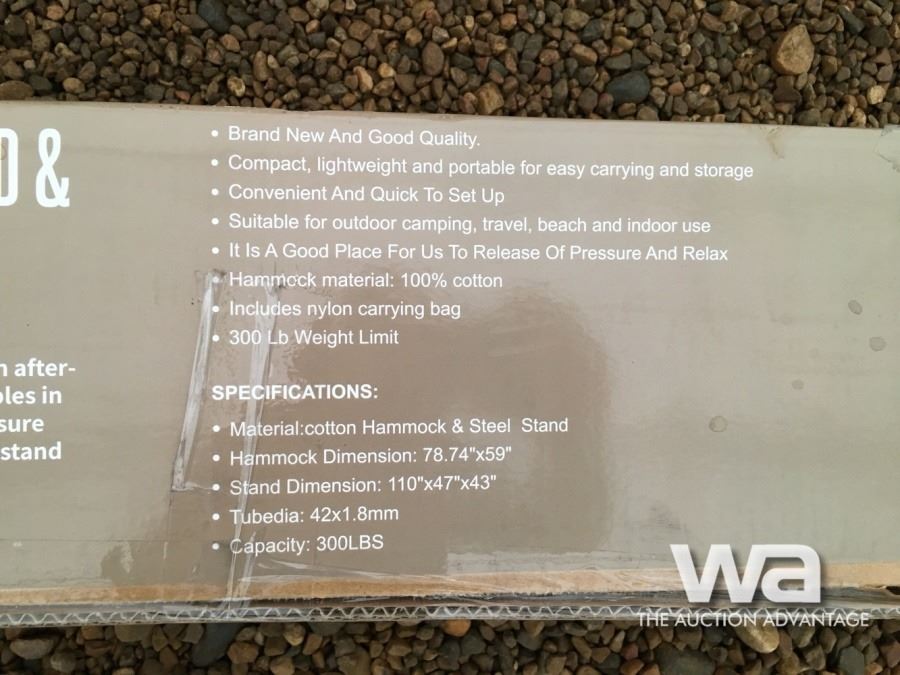 D &
• Brand New And Good Quality.
• Compact, lightweight and portable for easy carrying and storage
• Convenient And Quick To Set Up
• Suitable for outdoor camping, travel, beach and indoor use
• It Is A Good Place For Us To Release Of Pressure And Relax
• Hammock material: 100% cotton
• Includes nylon carrying bag
• 300 Lb Weight Limit
n after-
oles in
sure
stand
SPECIFICATIONS:
• Material:cotton Hammock & Steel Stand
• Hammock Dimension: 78.74"x59"
• Stand Dimension: 110"x47"x43"
• Tubedia: 42x1.8mm
• Capacity: 300LBS
wa
THE AUCTION ADVANTAGE